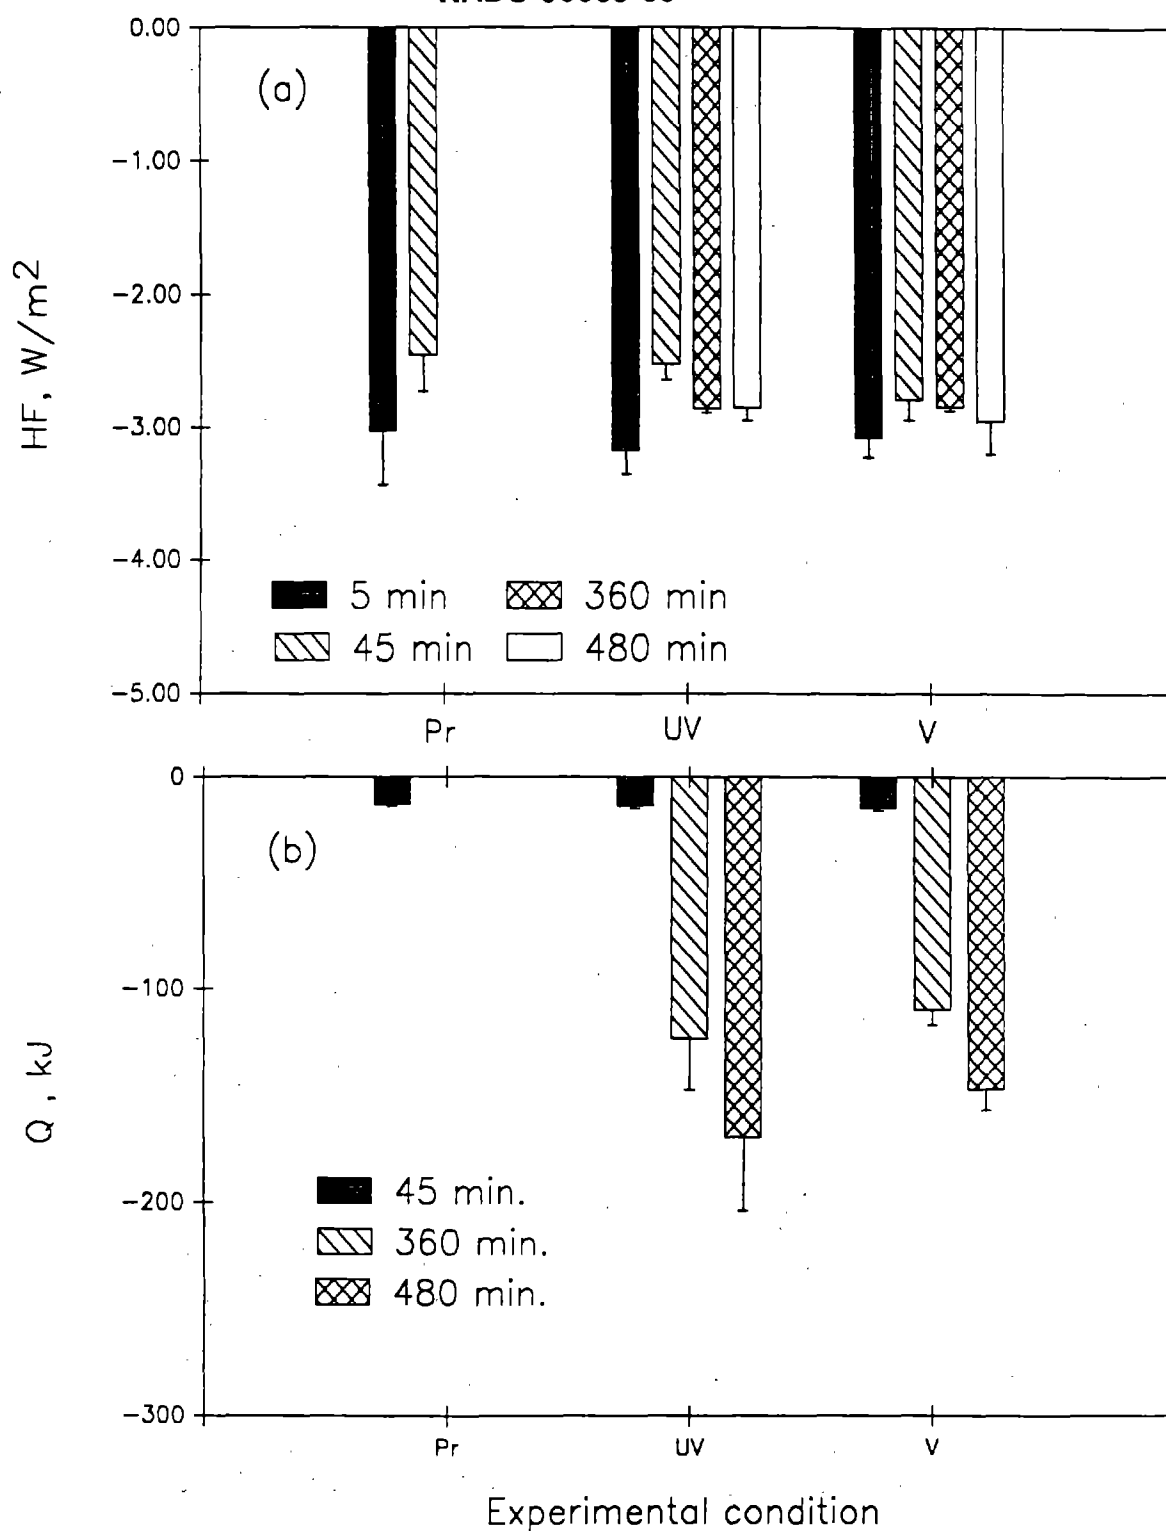 0.00
(a)
-1.00
-2.00
HF, W/m2
-3.00
-4.00
5 min 360 min
45 min 480 min
-5.00
Pr UV V
0
(b)
-100
Q , kJ
-200
45 min.
360 min.
480 min.
-300
Pr UV V
Experimental condition